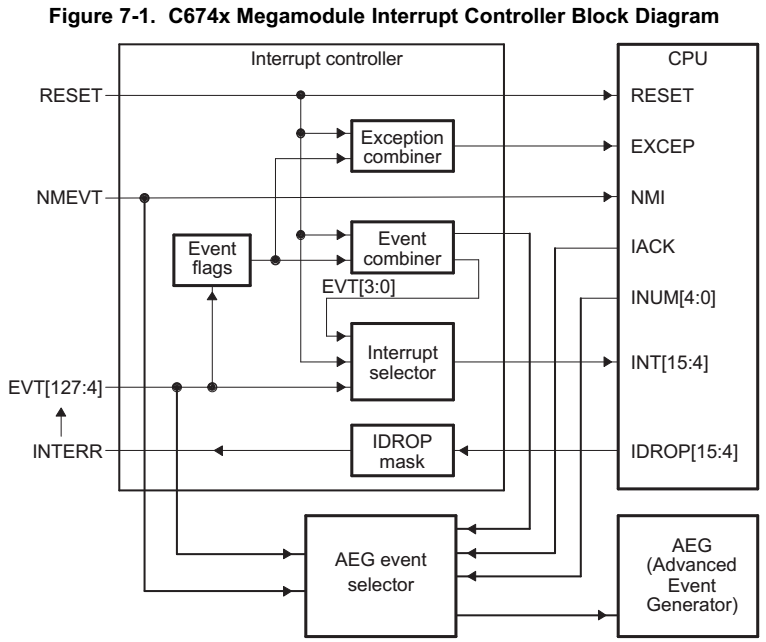 Figure 7-1. C674x Megamodule Interrupt Controller Block Diagram
Interrupt controller
CPU
RESET
RESET
Exception
combiner
EXCEP
NMEVT
NMI
Event
flags
Event
combiner
IACK
EVT[3:0]
INUM[4:0]
Interrupt
selector
INT[15:4]
EVT[127:4]
INTERR
IDROP
mask
IDROP[15:4]
AEG event
selector
AEG
(Advanced
Event
Generator)